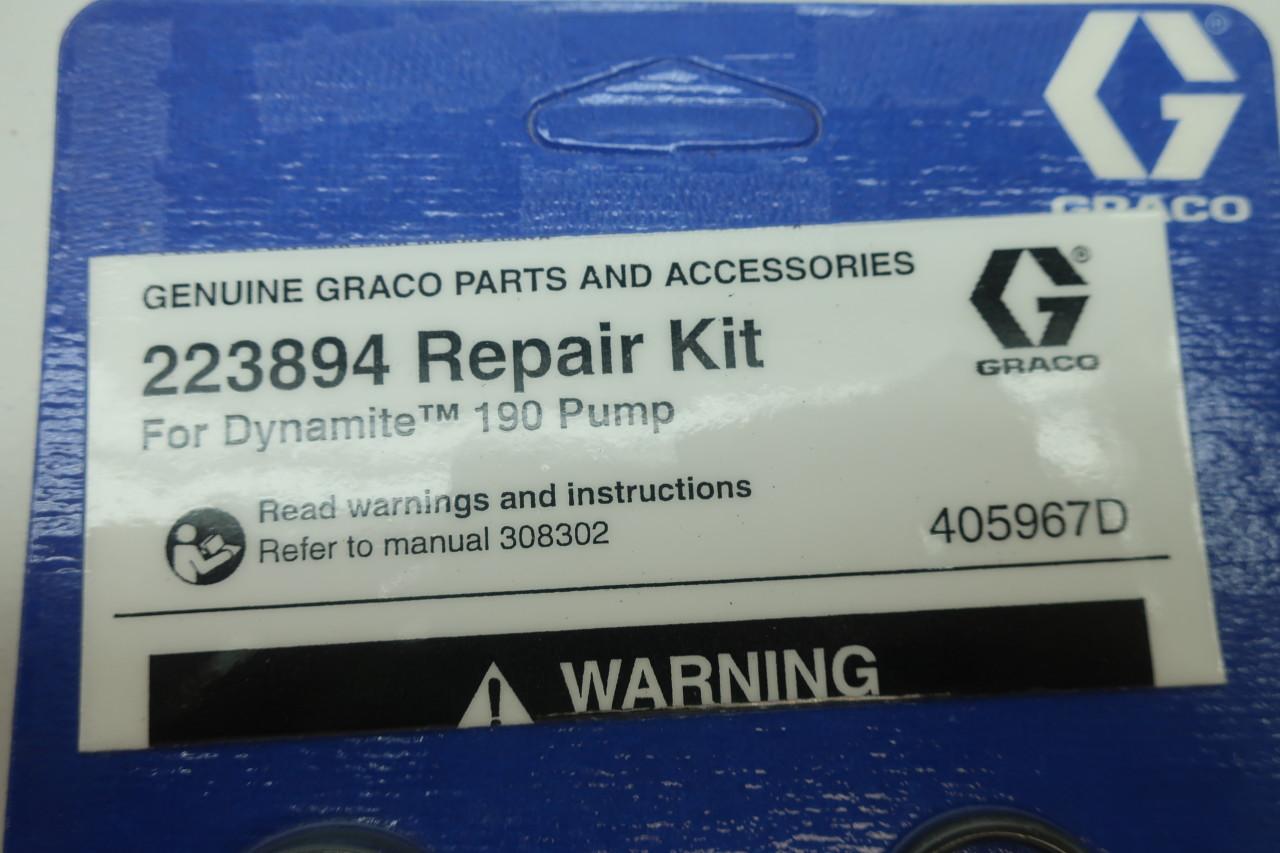 ®
GRACO
GENUINE GRACO PARTS AND ACCESSORIES
®
GRACO
223894 Repair Kit
For Dynamite™ 190 Pump
Read warnings and instructions
Refer to manual 308302
405967D
WARNING